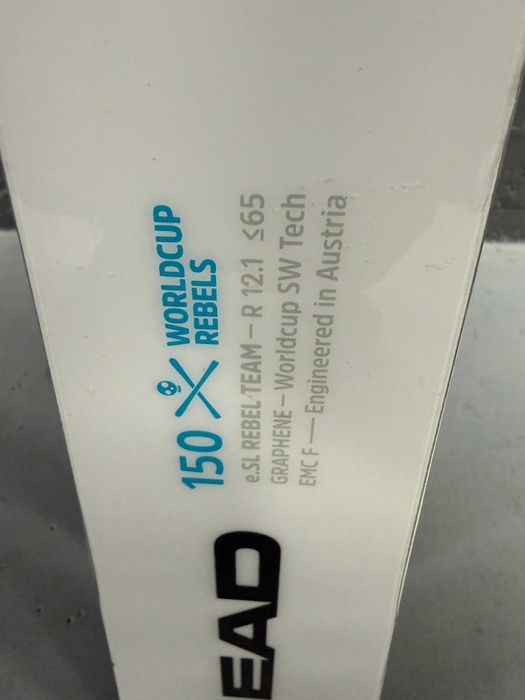 150 WORLDCUP
REBELS
e.SL REBEL/TEAM – R 12.1 ≤65
GRAPHENE – Worldcup SW Tech
EMC F — Engineered in Austria
EAD